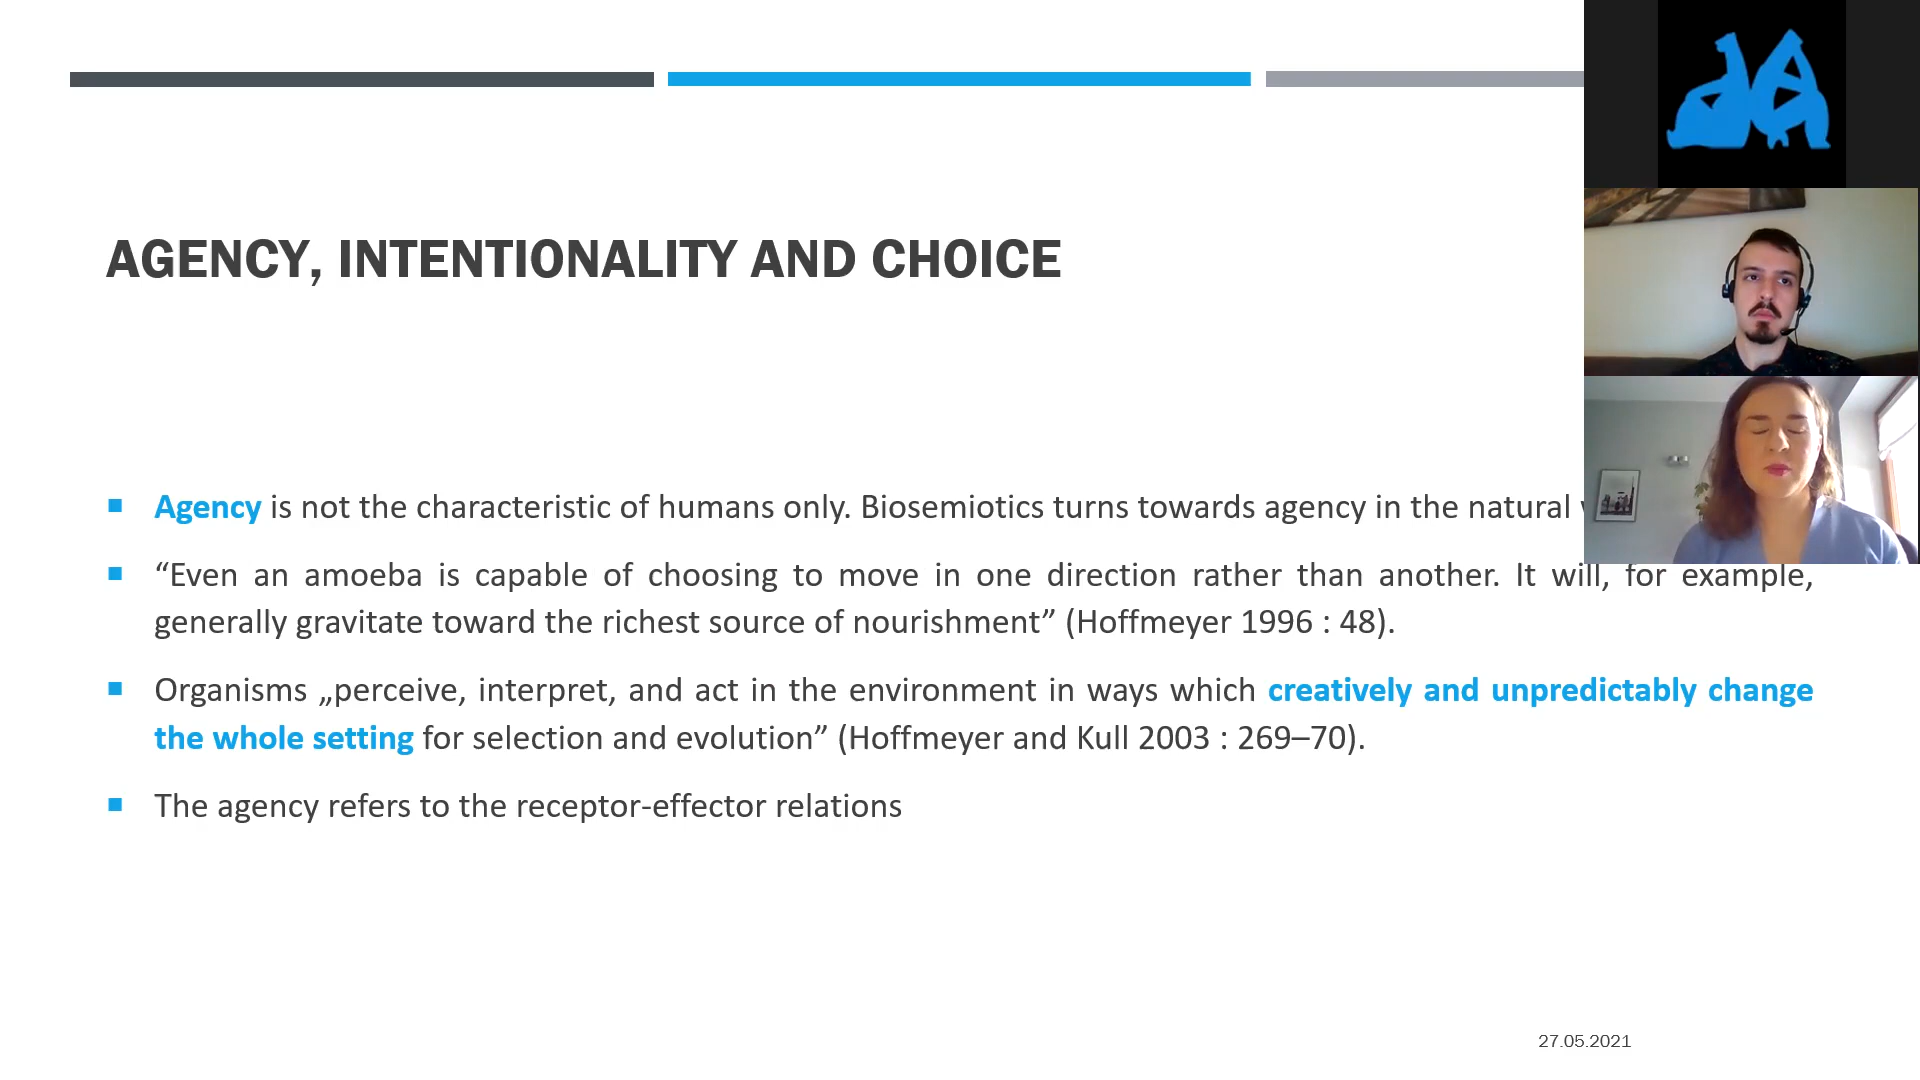 AGENCY, INTENTIONALITY AND CHOICE
Agency is not the characteristic of humans only. Biosemiotics turns towards agency in the natural
“Even an amoeba is capable of choosing to move in one direction rather than another. It will, for example,
generally gravitate toward the richest source of nourishment” (Hoffmeyer 1996 : 48).
Organisms „perceive, interpret, and act in the environment in ways which creatively and unpredictably change
the whole setting for selection and evolution” (Hoffmeyer and Kull 2003 : 269–70).
The agency refers to the receptor-effector relations
27.05.2021